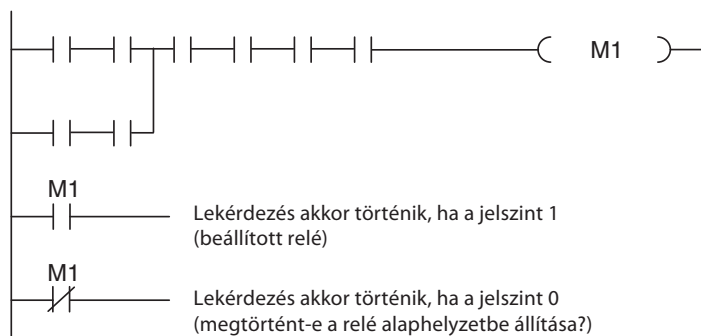 M1
M1
Lekérdezés akkor történik, ha a jelszint 1
(beállított relé)
M1
Lekérdezés akkor történik, ha a jelszint 0
(megtörtént-e a relé alaphelyzetbe állítása?)